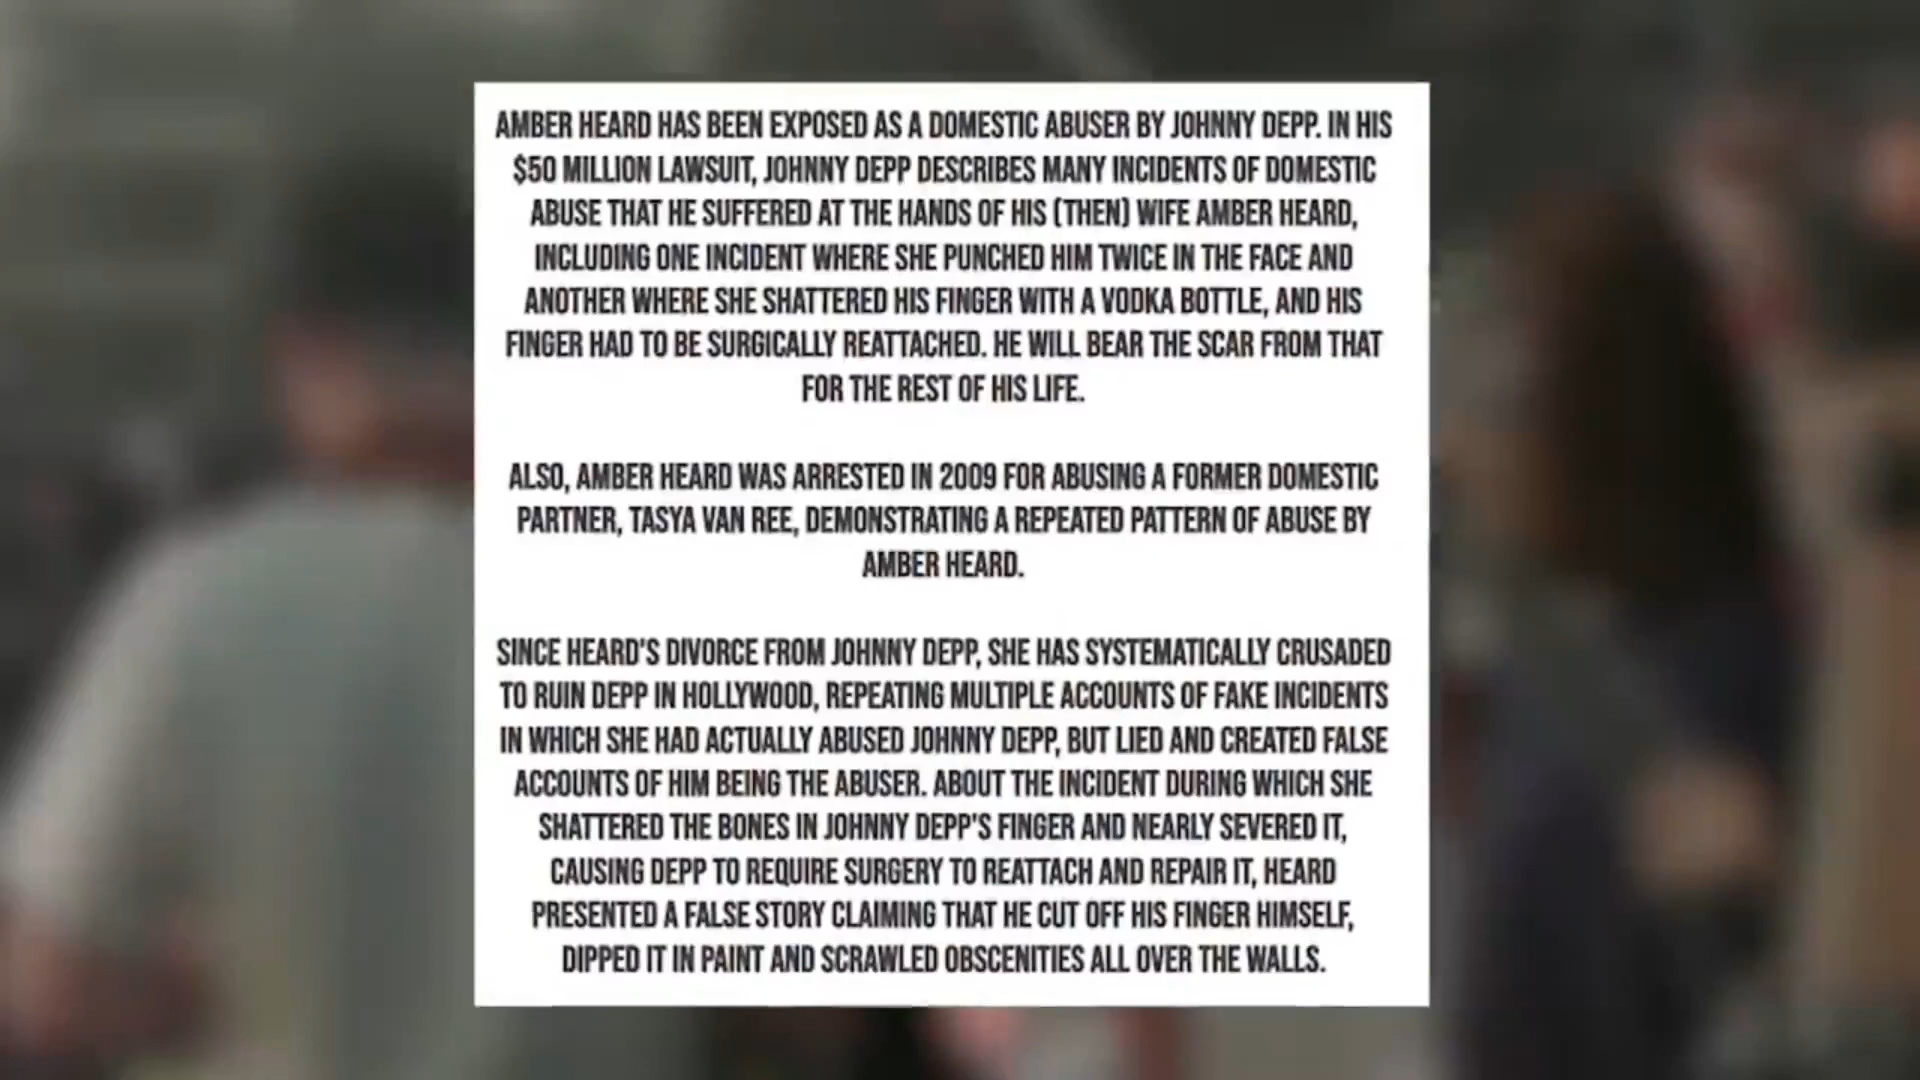 AMBER HEARD HAS BEEN EXPOSED AS A DOMESTIC ABUSER BY JOHNNY DEPP. IN HIS
$50 MILLION LAWSUIT, JOHNNY DEPP DESCRIBES MANY INCIDENTS OF DOMESTIC
ABUSE THAT HE SUFFERED AT THE HANDS OF HIS (THEN) WIFE AMBER HEARD,
INCLUDING ONE INCIDENT WHERE SHE PUNCHED HIM TWICE IN THE FACE AND
ANOTHER WHERE SHE SHATTERED HIS FINGER WITH A VODKA BOTTLE, AND HIS
FINGER HAD TO BE SURGICALLY REATTACHED. HE WILL BEAR THE SCAR FROM THAT
FOR THE REST OF HIS LIFE.
ALSO, AMBER HEARD WAS ARRESTED IN 2009 FOR ABUSING A FORMER DOMESTIC
PARTNER, TASYA VAN REE, DEMONSTRATING A REPEATED PATTERN OF ABUSE BY
AMBER HEARD.
SINCE HEARD'S DIVORCE FROM JOHNNY DEPP, SHE HAS SYSTEMATICALLY CRUSADED
TO RUIN DEPP IN HOLLYWOOD, REPEATING MULTIPLE ACCOUNTS OF FAKE INCIDENTS
IN WHICH SHE HAD ACTUALLY ABUSED JOHNNY DEPP, BUT LIED AND CREATED FALSE
ACCOUNTS OF HIM BEING THE ABUSER. ABOUT THE INCIDENT DURING WHICH SHE
SHATTERED THE BONES IN JOHNNY DEPP'S FINGER AND NEARLY SEVERED IT,
CAUSING DEPP TO REQUIRE SURGERY TO REATTACH AND REPAIR IT, HEARD
PRESENTED A FALSE STORY CLAIMING THAT HE CUT OFF HIS FINGER HIMSELF,
DIPPED IT IN PAINT AND SCRAWLED OBSCENITIES ALL OVER THE WALLS.